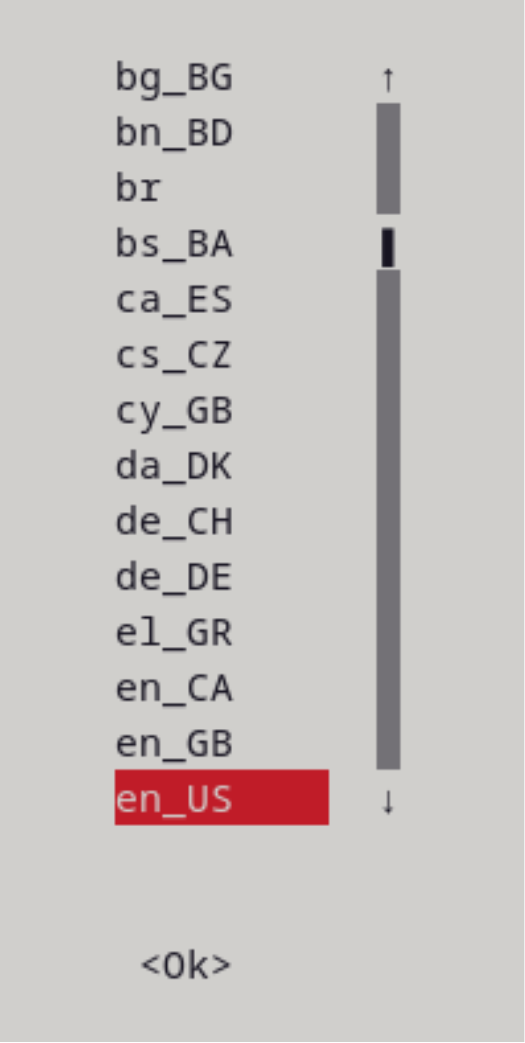 bg_BG ↑
bn_BD
br
bs_BA
ca_ES
cs_CZ
cy_GB
da_DK
de_CH
de_DE
el_GR
en_CA
en_GB
en_US ↓
<Ok>